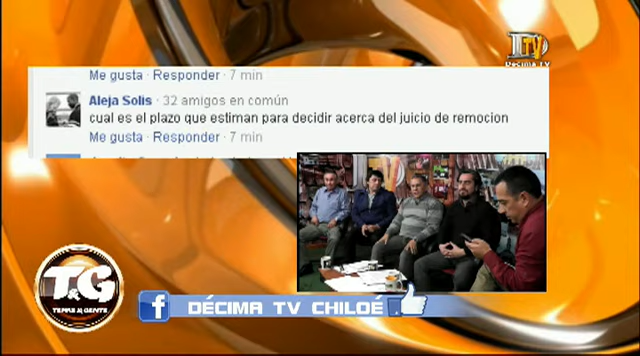 DTV
Décima TV
Me gusta · Responder · 7 min
Aleja Solis · 32 amigos en común
cual es el plazo que estiman para decidir acerca del juicio de remocion
Me gusta · Responder · 7 min
T&G
TEMAS & GENTE
f DÉCIMA TV CHILOÉ